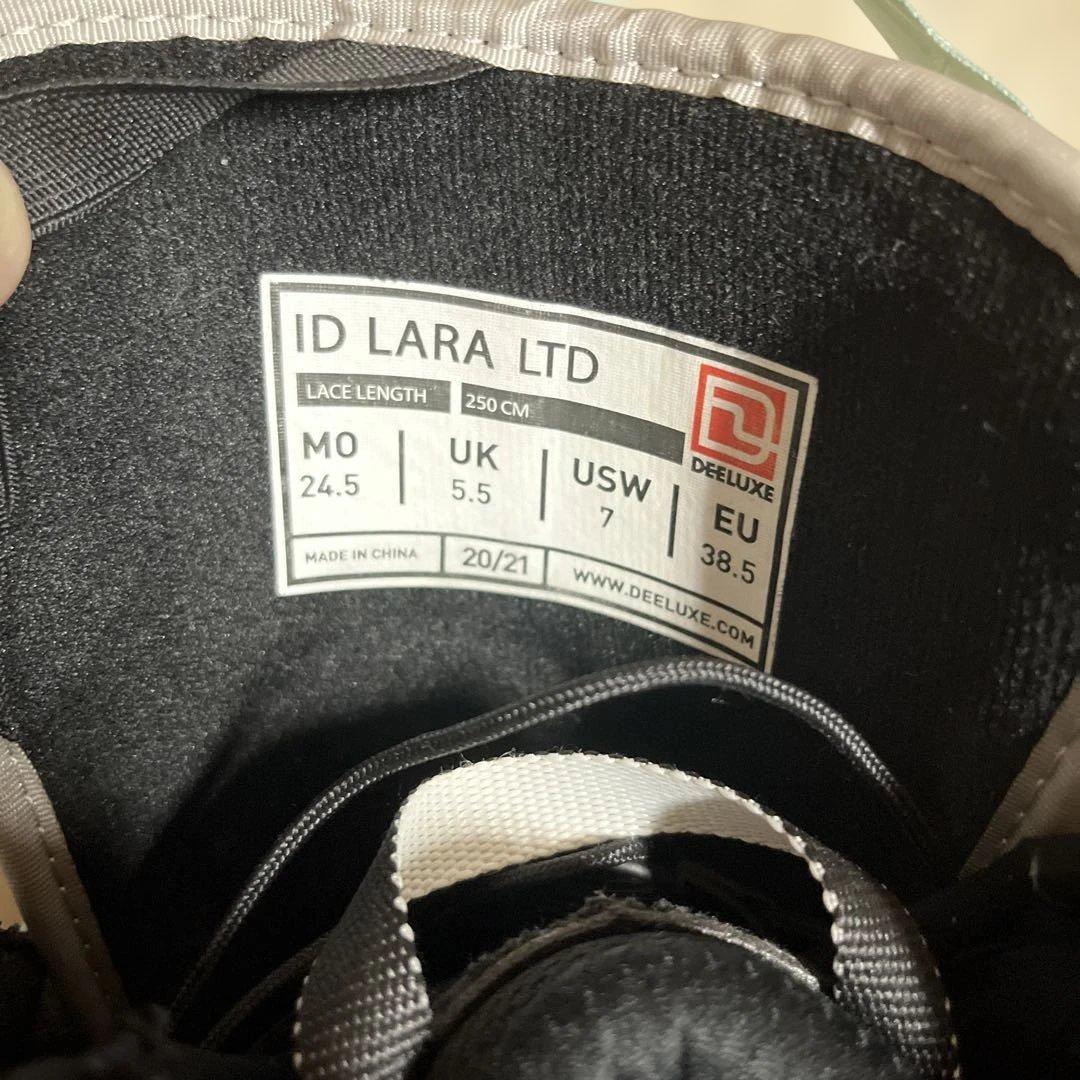 ID LARA LTD
LACE LENGTH 250 CM
DEELUXE
MO UK USW EU
24.5 5.5 7 38.5
MADE IN CHINA 20/21 WWW.DEELUXE.COM